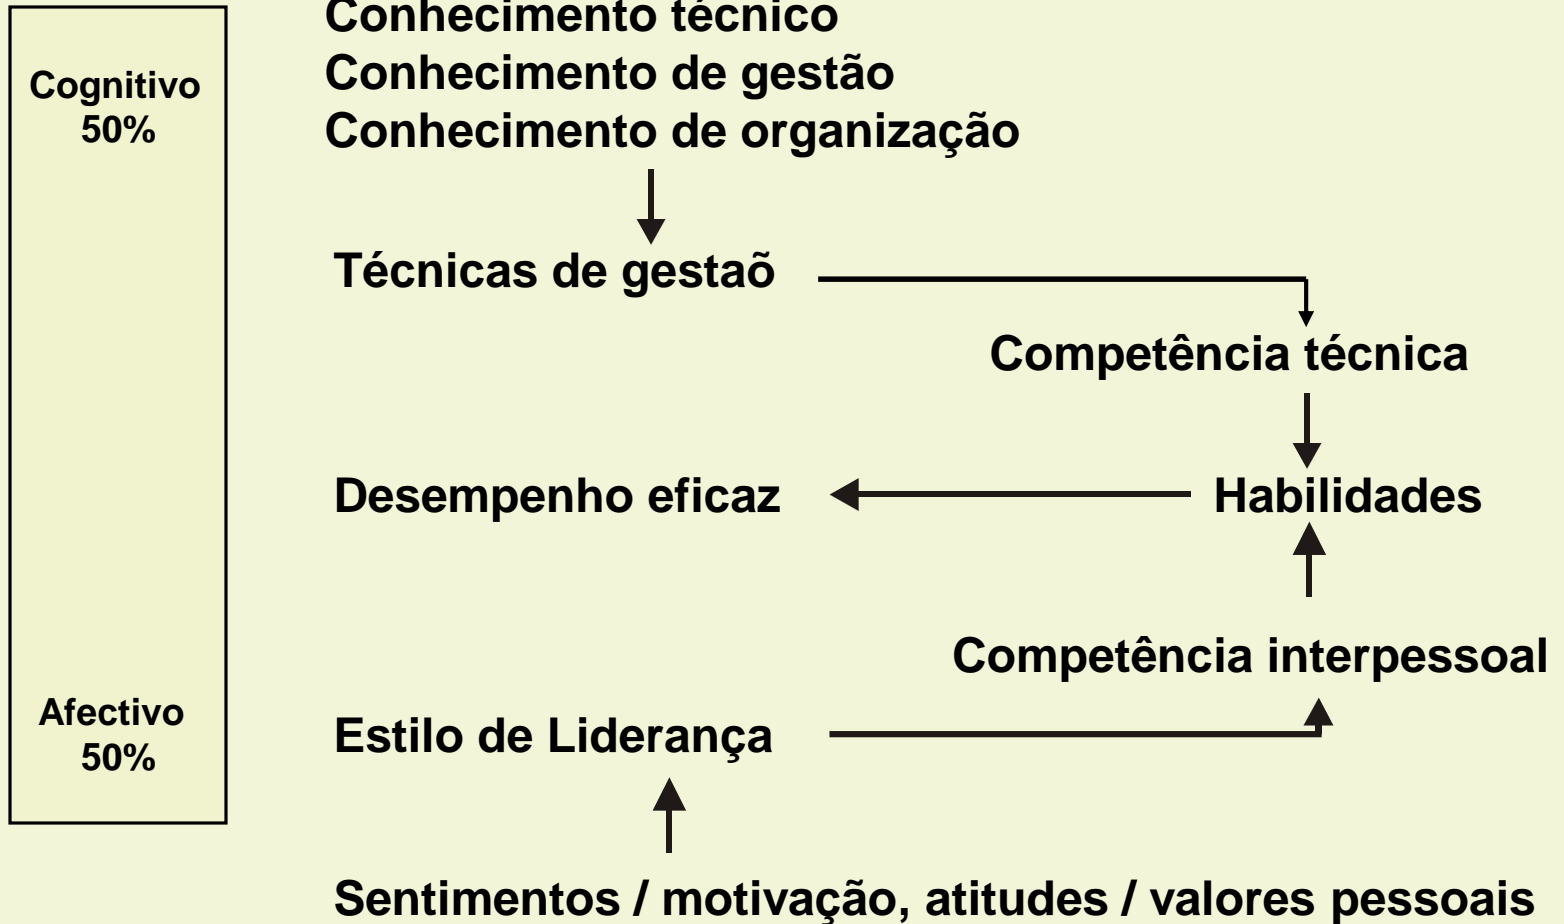 Conhecimento técnico
Conhecimento de gestão
Conhecimento de organização
Cognitivo
50%
Técnicas de gestaõ
Competência técnica
Desempenho eficaz
Habilidades
Competência interpessoal
Afectivo
50%
Estilo de Liderança
Sentimentos / motivação, atitudes / valores pessoais